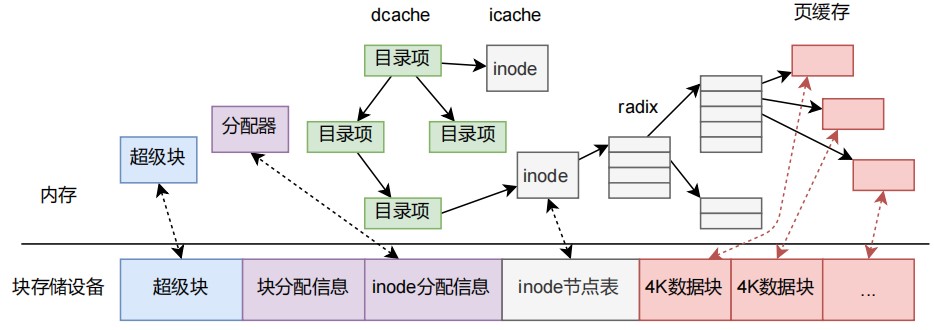 dcache
icache
页缓存
目录项
inode
分配器
目录项
目录项
radix
超级块
inode
内存
目录项
块存储设备
超级块
块分配信息
inode分配信息
inode节点表
4K数据块
4K数据块
...